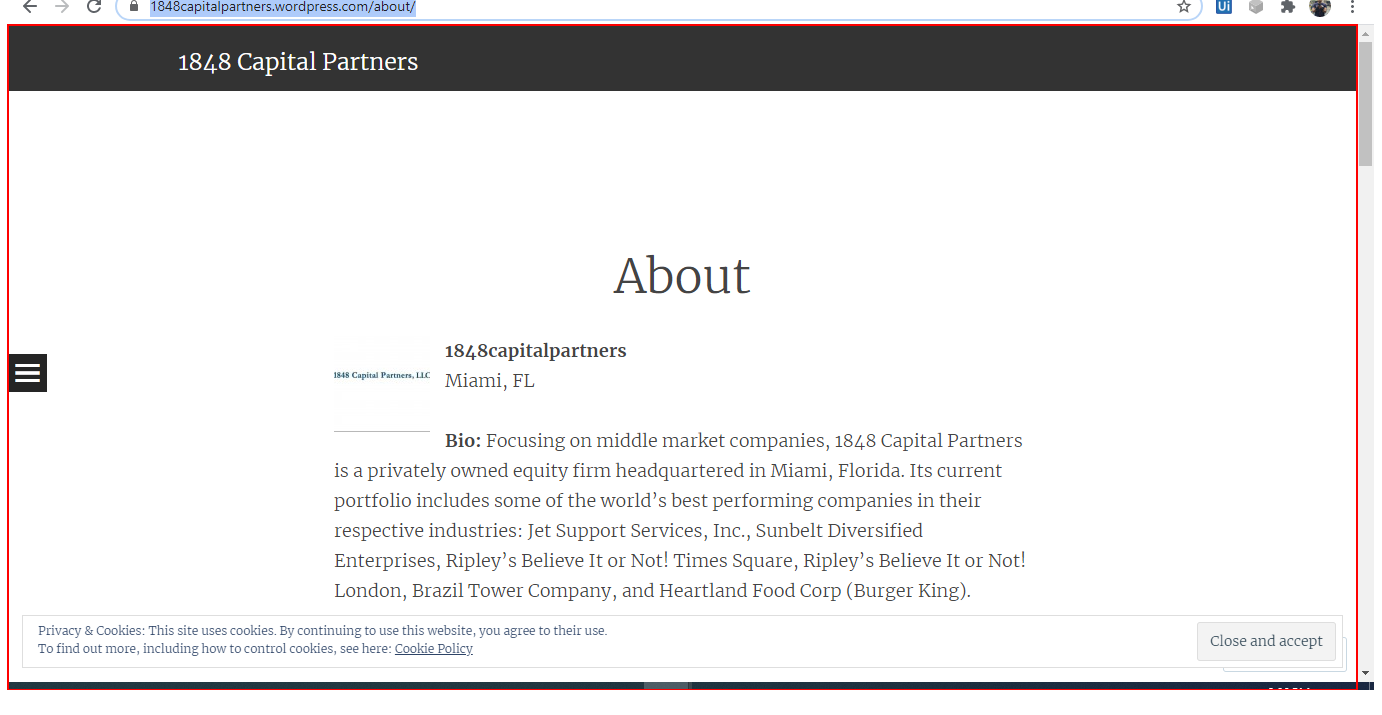 1848capitalpartners.wordpress.com/about/
Ui
1848 Capital Partners
About
1848 Capital Partners, LLC
1848capitalpartners
Miami, FL
Bio: Focusing on middle market companies, 1848 Capital Partners
is a privately owned equity firm headquartered in Miami, Florida. Its current
portfolio includes some of the world’s best performing companies in their
respective industries: Jet Support Services, Inc., Sunbelt Diversified
Enterprises, Ripley’s Believe It or Not! Times Square, Ripley’s Believe It or Not!
London, Brazil Tower Company, and Heartland Food Corp (Burger King).
Privacy & Cookies: This site uses cookies. By continuing to use this website, you agree to their use.
To find out more, including how to control cookies, see here: Cookie Policy
Close and accept